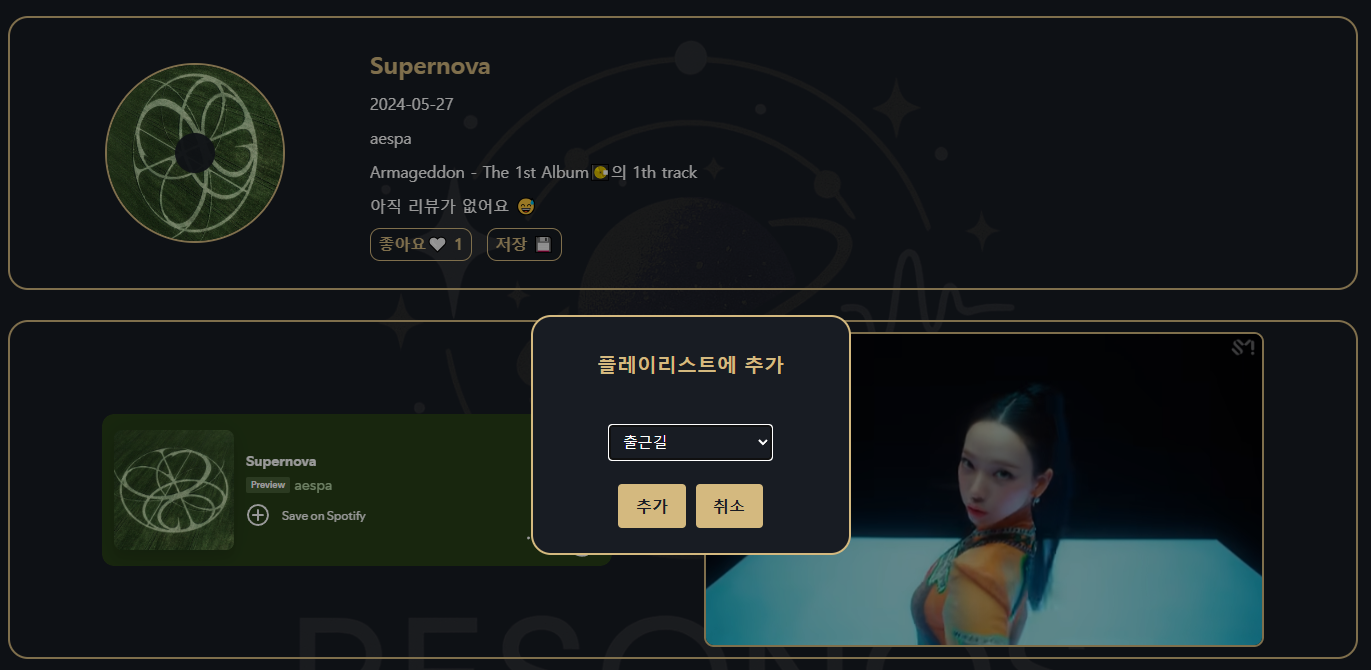 Supernova
2024-05-27
aespa
Armageddon - The 1st Album💽의 1th track
아직 리뷰가 없어요 😅
좋아요🤍 1
저장 💾
플레이리스트에 추가
출근길
추가
취소
Supernova
Preview aespa
Save on Spotify
SM